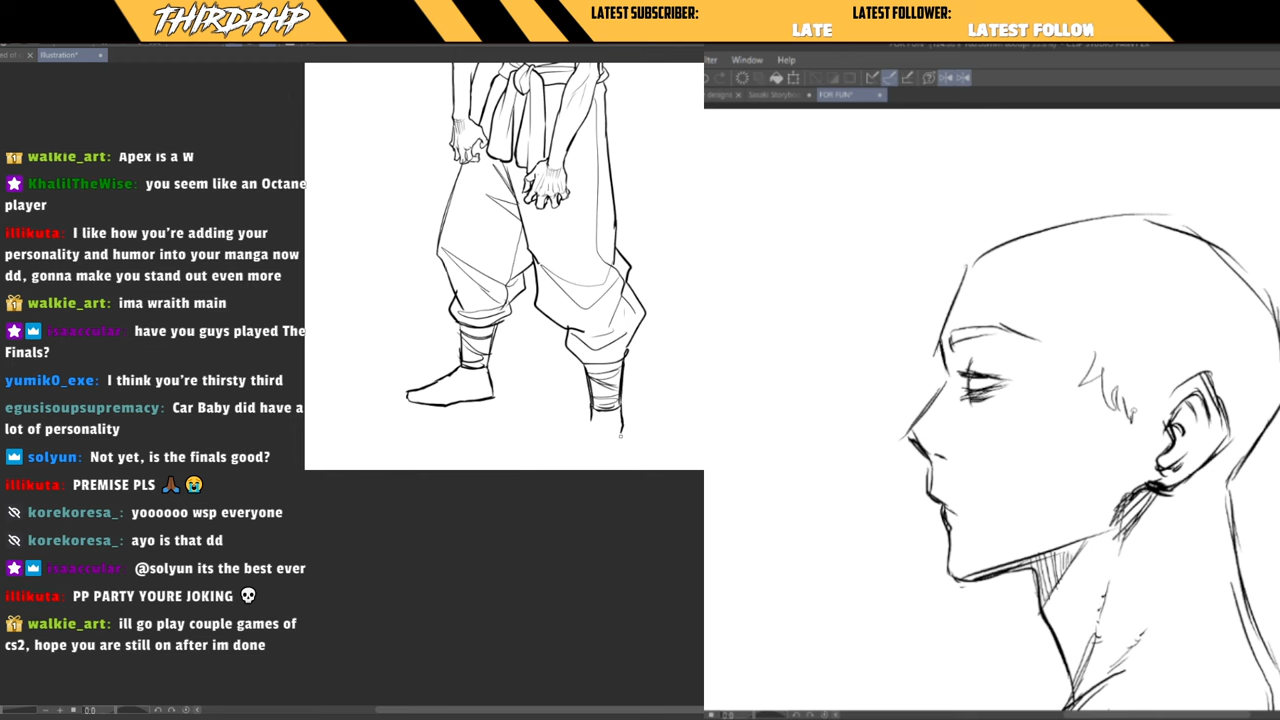 THIRDPHP
LATEST SUBSCRIBER:
LATE
LATEST FOLLOWER:
LATEST FOLLOW
Illustration*
Window Help
FOR FUN*
walkie_art: Apex is a W
KhalilTheWise: you seem like an Octane
player
illikuta: I like how you're adding your
personality and humor into your manga now
dd, gonna make you stand out even more
walkie_art: ima wraith main
isaaccular: have you guys played The
Finals?
yumik0_exe: I think you're thirsty third
egusisoupsupremacy: Car Baby did have a
lot of personality
solyun: Not yet, is the finals good?
illikuta: PREMISE PLS 🙏🏾 😭
korekoresa_: yoooooo wsp everyone
korekoresa_: ayo is that dd
isaaccular: @solyun its the best ever
illikuta: PP PARTY YOURE JOKING 💀
walkie_art: ill go play couple games of
cs2, hope you are still on after im done